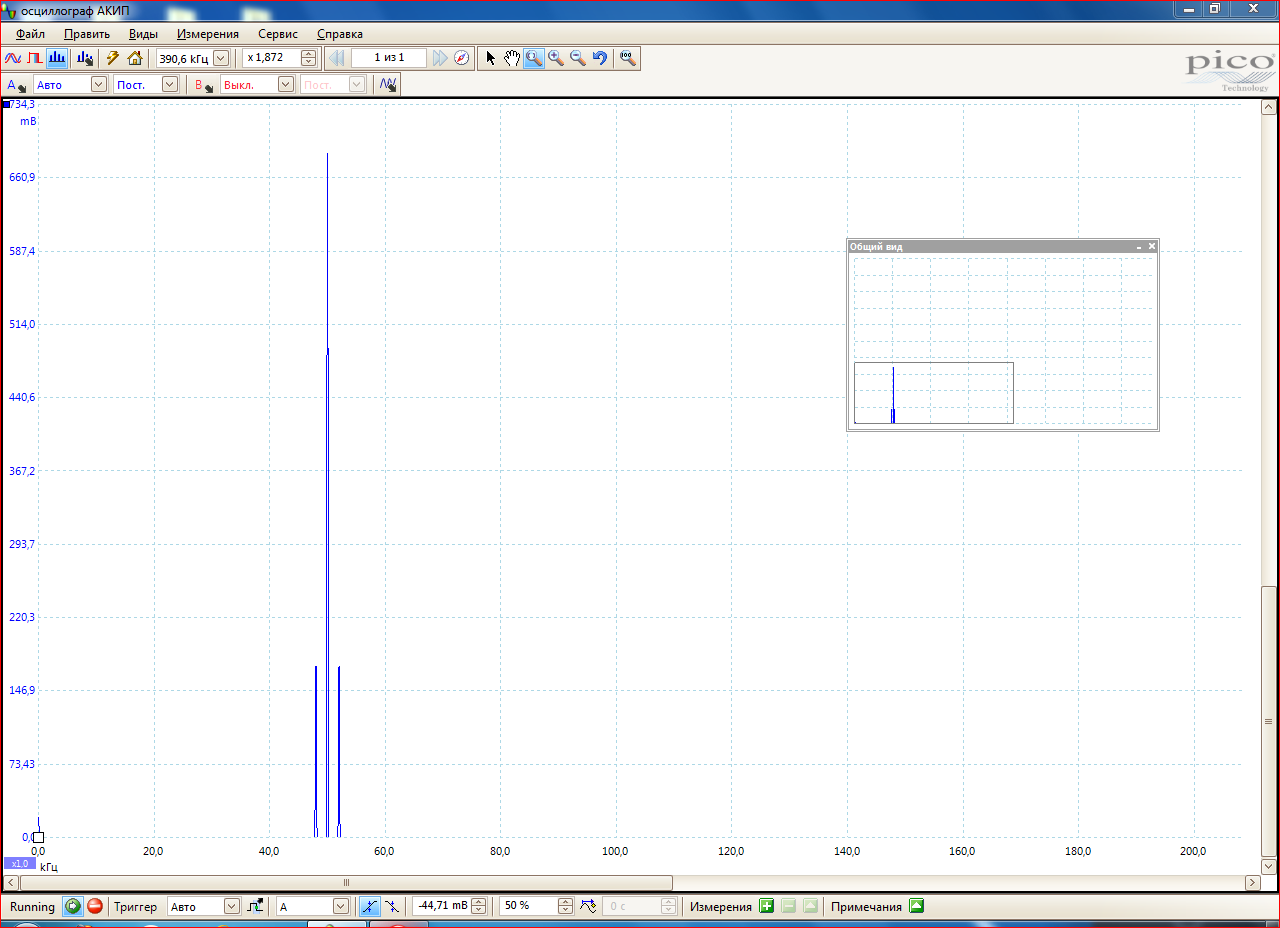 осциллограф АКИП
Файл Править Виды Измерения Сервис Справка
390,6 kГц x 1,872 1 из 1
pico
Technology
A Авто Пост. B Выкл. Пост.
734,3
mB
660,9
587,4
514,0
440,6
367,2
293,7
220,3
146,9
73,43
0,0
Общий вид
0,0 20,0 40,0 60,0 80,0 100,0 120,0 140,0 160,0 180,0 200,0
x1,0 kГц
Running Триггер Авто A -44,71 mB 50 % 0 с Измерения Примечания